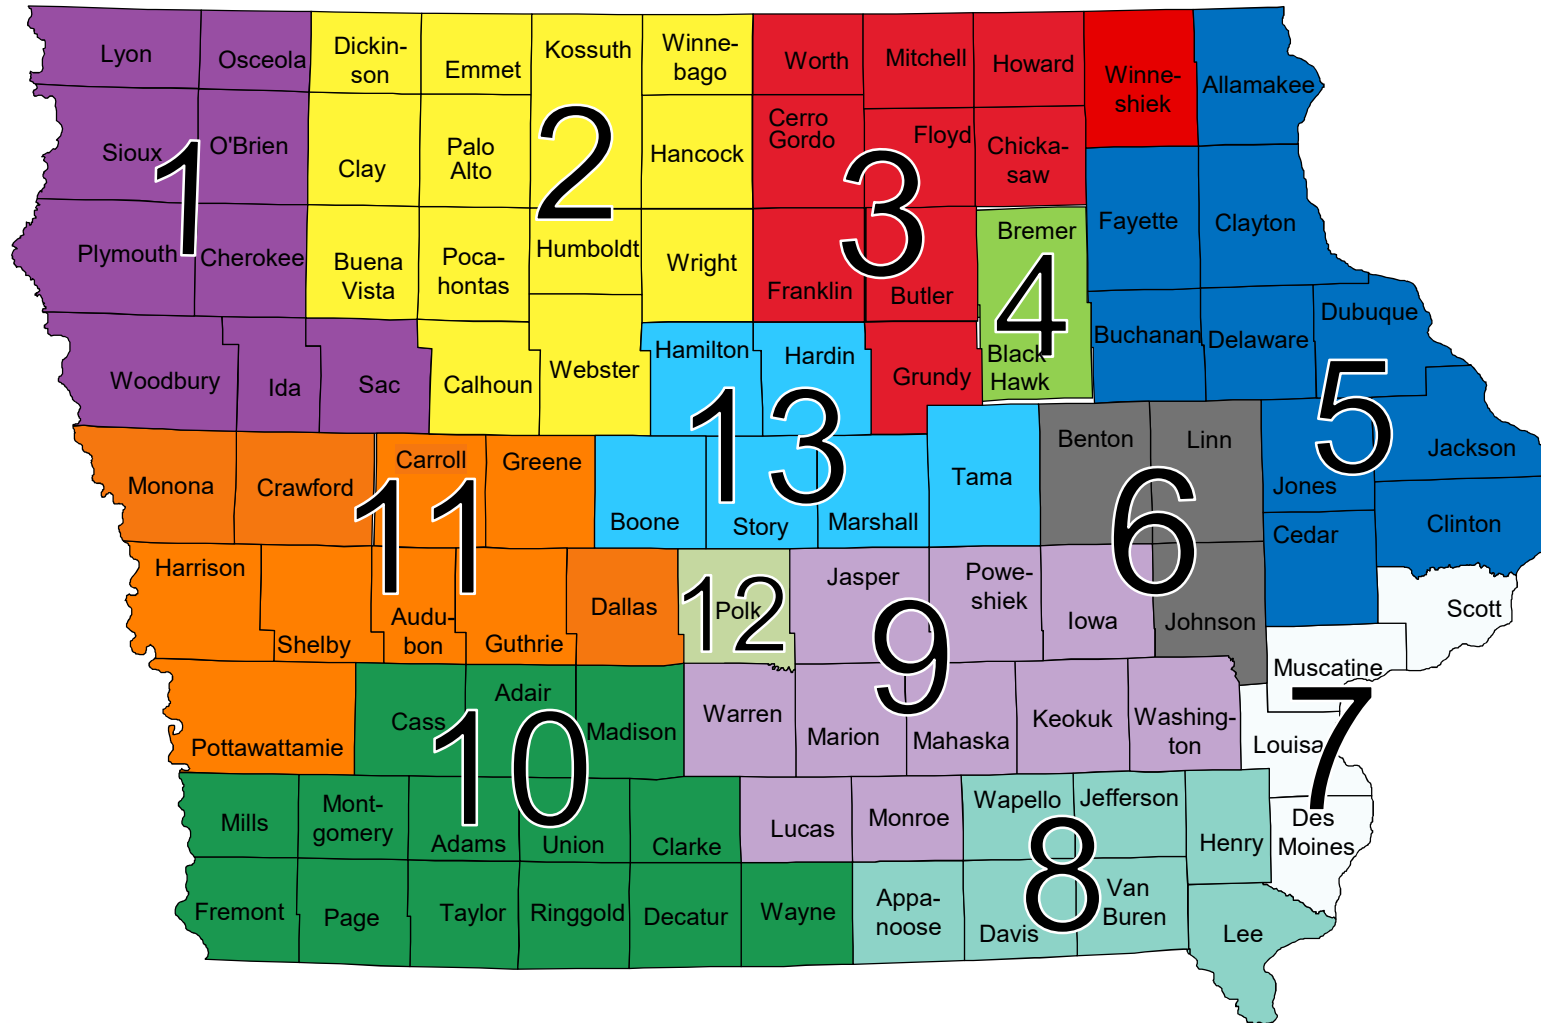 Lyon
Osceola
Dickin-
son
Emmet
Kossuth
Winne-
bago
Worth
Mitchell
Howard
Winne-
shiek
Allamakee
Sioux
O'Brien
Clay
Palo
Alto
Hancock
Cerro
Gordo
Floyd
Chicka-
saw
1
2
3
Plymouth
Cherokee
Buena
Vista
Poca-
hontas
Humboldt
Wright
Franklin
Butler
Bremer
4
Black
Hawk
Fayette
Clayton
Woodbury
Ida
Sac
Calhoun
Webster
Hamilton
Hardin
Grundy
Buchanan
Delaware
Dubuque
5
13
Monona
Crawford
Carroll
Greene
11
Boone
Story
Marshall
Tama
Benton
Linn
6
Jones
Jackson
Cedar
Clinton
Harrison
Shelby
Audu-
bon
Guthrie
Dallas
Polk
12
Jasper
Powe-
shiek
Iowa
Johnson
Scott
9
Muscatine
Pottawattamie
Cass
Adair
Madison
10
Warren
Marion
Mahaska
Keokuk
Washing-
ton
Louisa
7
Mills
Mont-
gomery
Adams
Union
Clarke
Lucas
Monroe
Wapello
Jefferson
Henry
Des
Moines
8
Fremont
Page
Taylor
Ringgold
Decatur
Wayne
Appa-
noose
Davis
Van
Buren
Lee